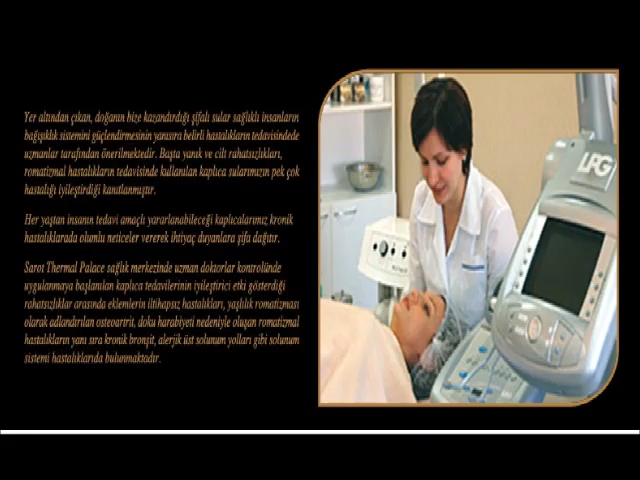 Yer altından çıkan, doğanın bize kazandırdığı şifalı sular sağlıklı insanların
bağışıklık sistemini güçlendirmesinin yanısıra belirli hastalıkların tedavisindede
uzmanlar tarafından önerilmektedir. Başta yanık ve cilt rahatsızlıkları,
romatizmal hastalıkların tedavisinde kullanılan kaplıca sularımızın pek çok
hastalığı iyileştirdiği kanıtlanmıştır.
Her yaştan insanın tedavi amaçlı yararlanabileceği kaplıcalarımız kronik
hastalıklarada olumlu neticeler vererek ihtiyaç duyanlara şifa dağıtır.
Sarot Thermal Palace sağlık merkezinde uzman doktorlar kontrolünde
uygulanmaya başlanılan kaplıca tedavilerinin iyileştirici etki gösterdiği
rahatsızlıklar arasında eklemlerin iltihapsız hastalıkları, yaşlılık romatizması
olarak adlandırılan osteoartrit, doku harabiyeti nedeniyle oluşan romatizmal
hastalıkların yanı sıra kronik bronşit, alerjik üst solunum yolları gibi solunum
sistemi hastalıklarıda bulunmaktadır.
LPG